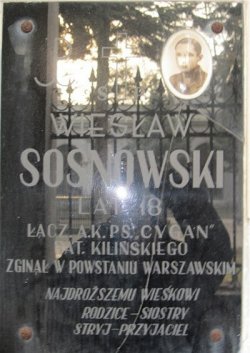 WIESŁAW
SOSNOWSKI
LAT 18
ŁĄCZ. A.K. PS. "CYGAN"
BAT. KILIŃSKIEGO
ZGINĄŁ W POWSTANIU WARSZAWSKIM
NAJDROŻSZEMU WIEŚKOWI
RODZICE-SIOSTRY
STRYJ-PRZYJACIEL